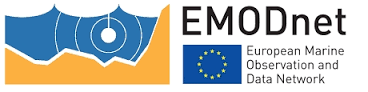 EMODnet
European Marine
Observation and
Data Network